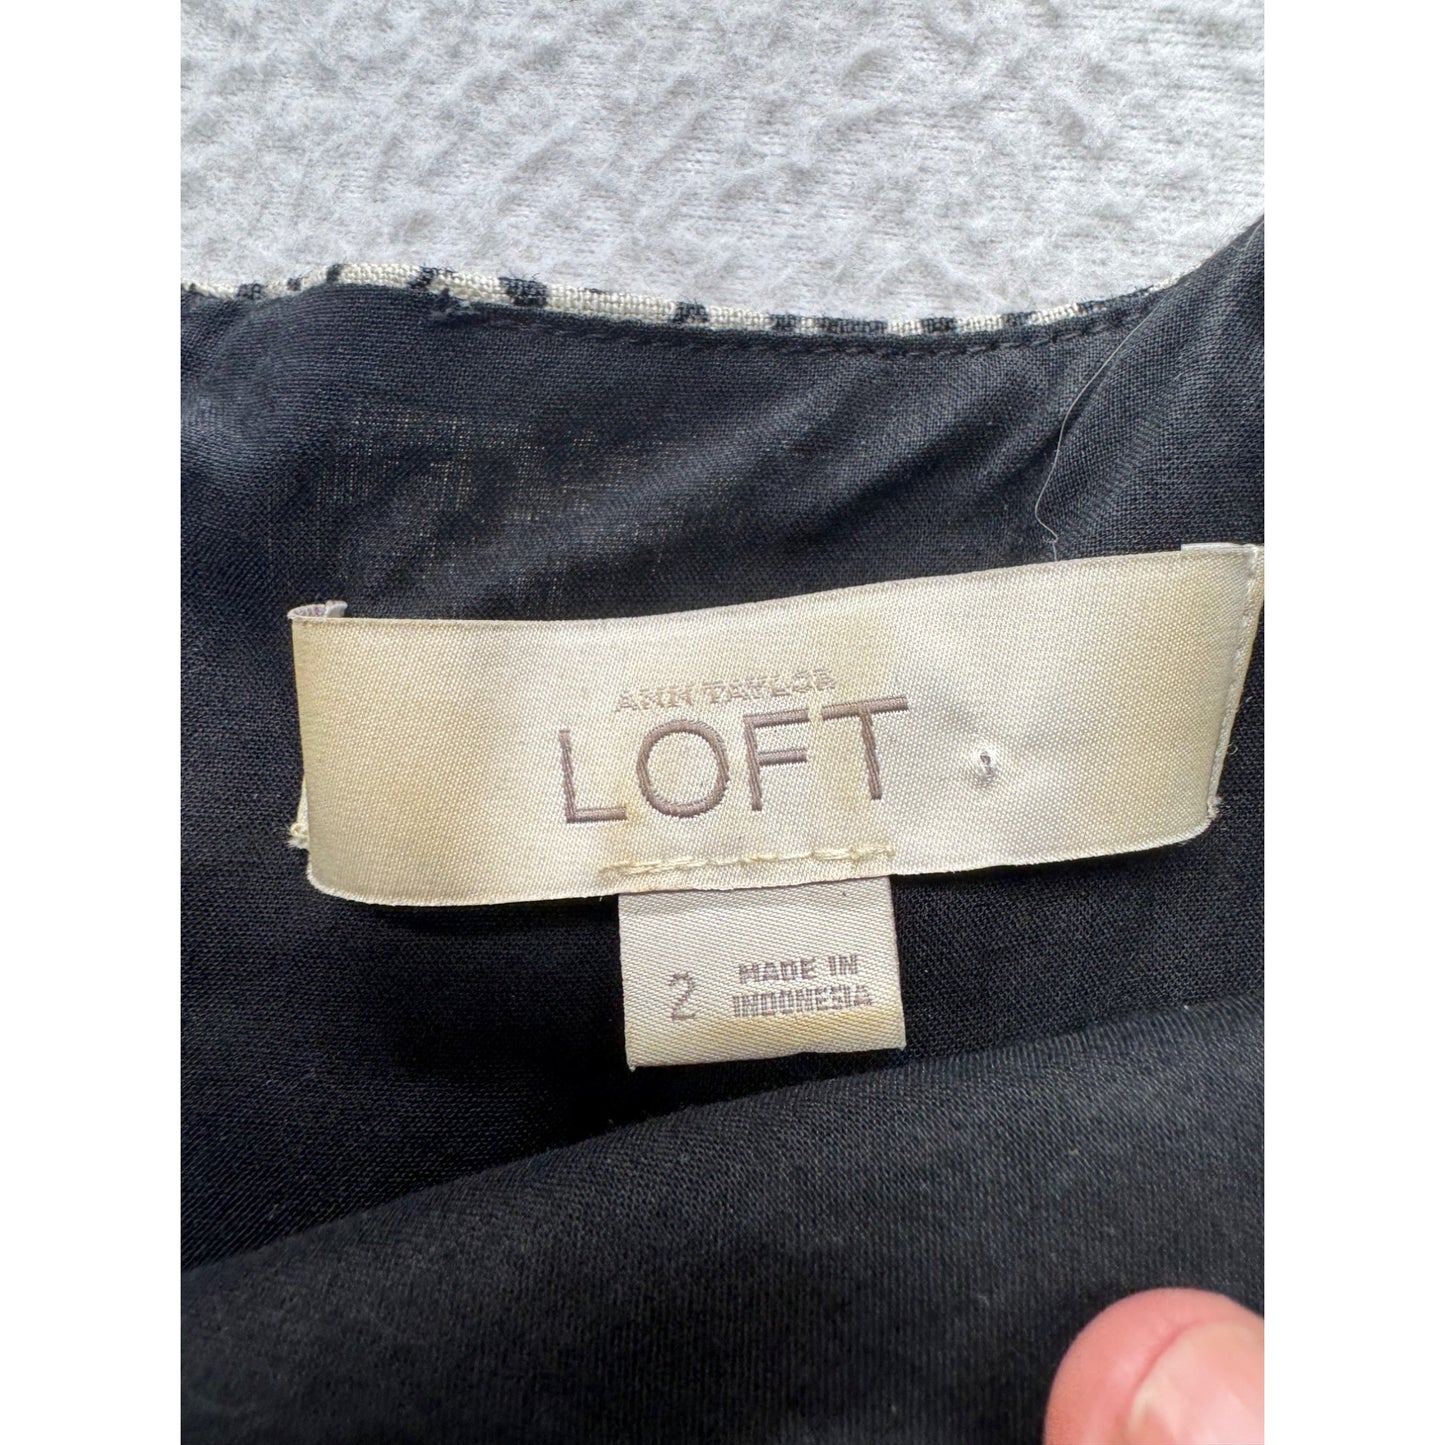 ANN TAYLOR
LOFT
2
MADE IN
INDONESIA